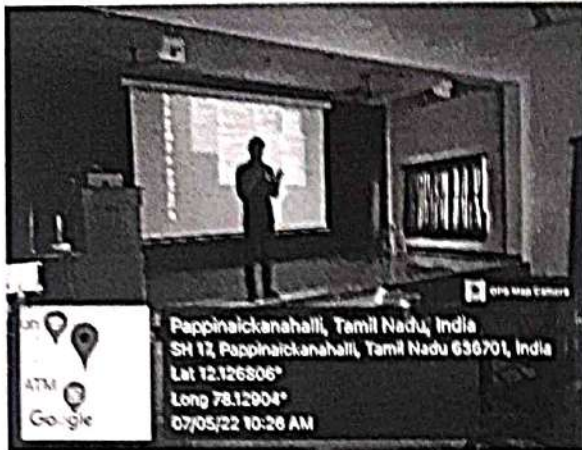 GPS Map Camera
Pappinaickanahalli, Tamil Nadu, India
SH 17, Pappinaickanahalli, Tamil Nadu 636701, India
Lat 12.126806°
Long 78.12904°
07/05/22 10:26 AM
ATM
Google